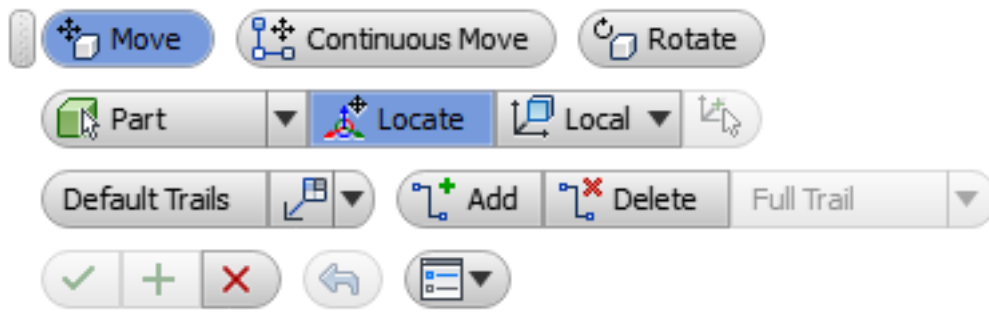 Move Continuous Move Rotate
Part Locate Local
Default Trails Add Delete Full Trail